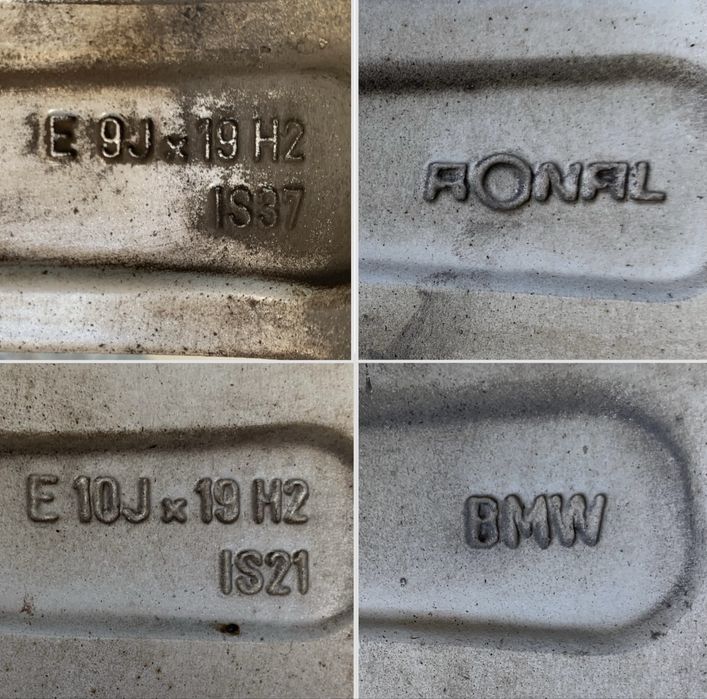 E 9J x 19 H2
IS37
RONAL
E 10J x 19 H2
IS21
BMW